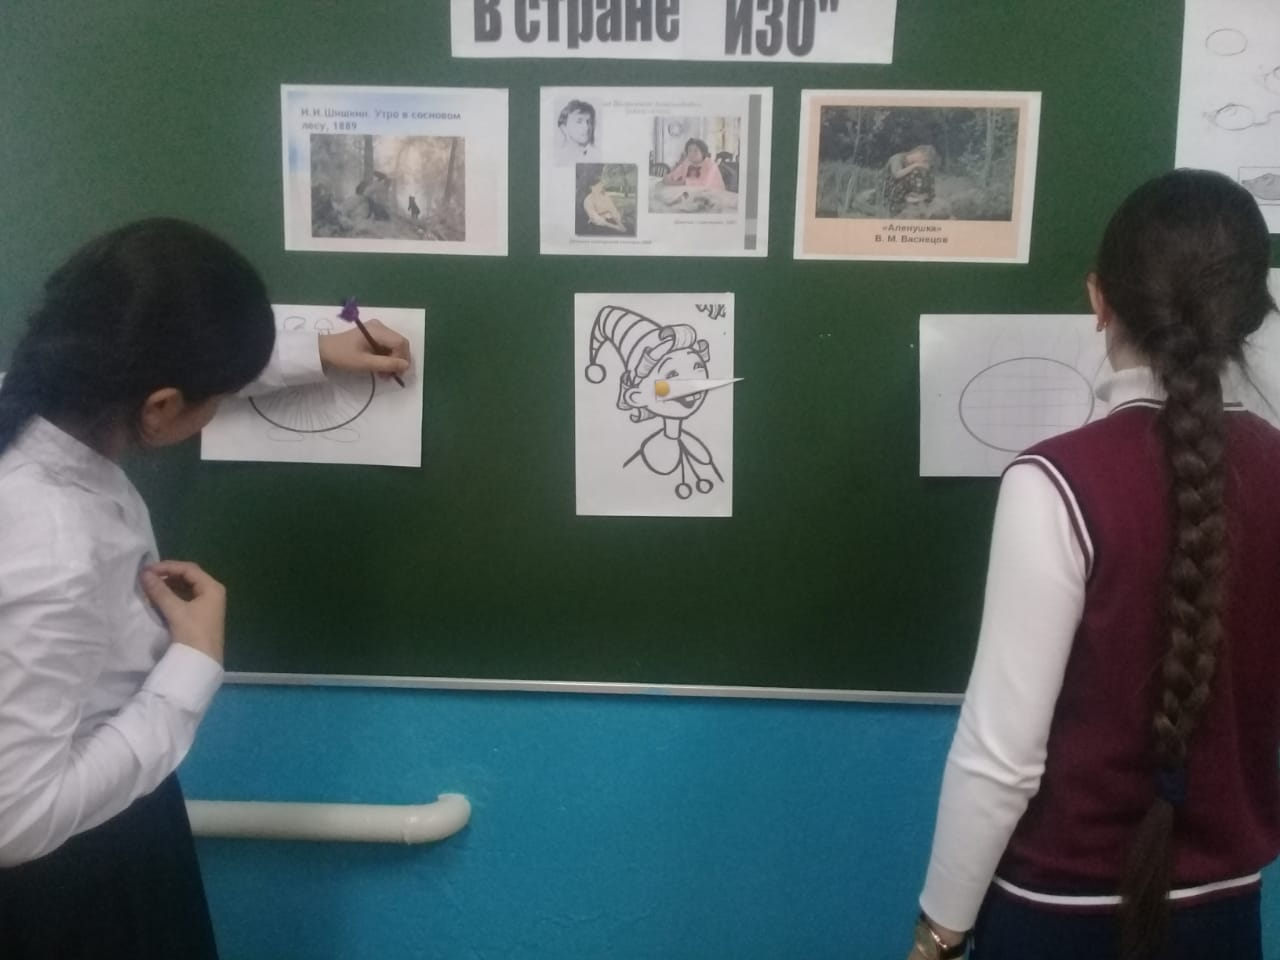 В стране "ИЗО"
И.И.Шишкин. Утро в сосновом
лесу, 1889
«Аленушка»
В. М. Васнецов